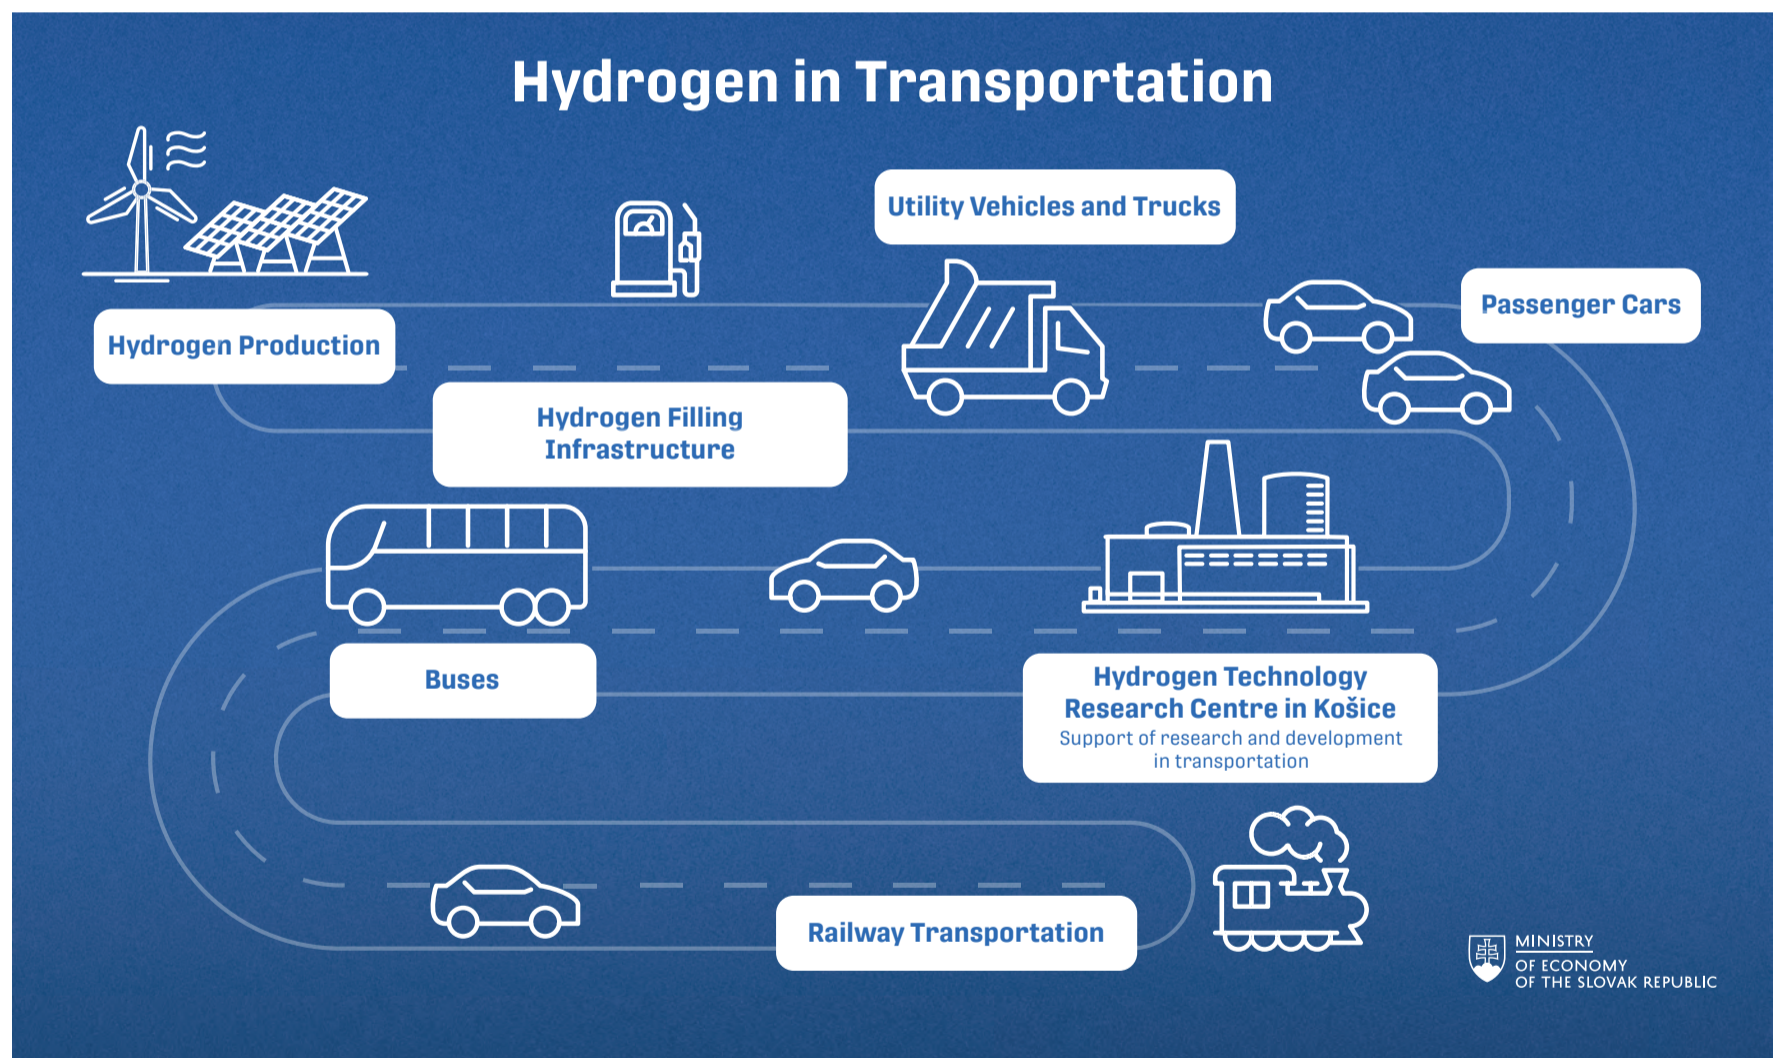 Hydrogen in Transportation
Utility Vehicles and Trucks
Passenger Cars
Hydrogen Production
Hydrogen Filling
Infrastructure
Buses
Hydrogen Technology
Research Centre in Košice
Support of research and development
in transportation
Railway Transportation
MINISTRY
OF ECONOMY
OF THE SLOVAK REPUBLIC